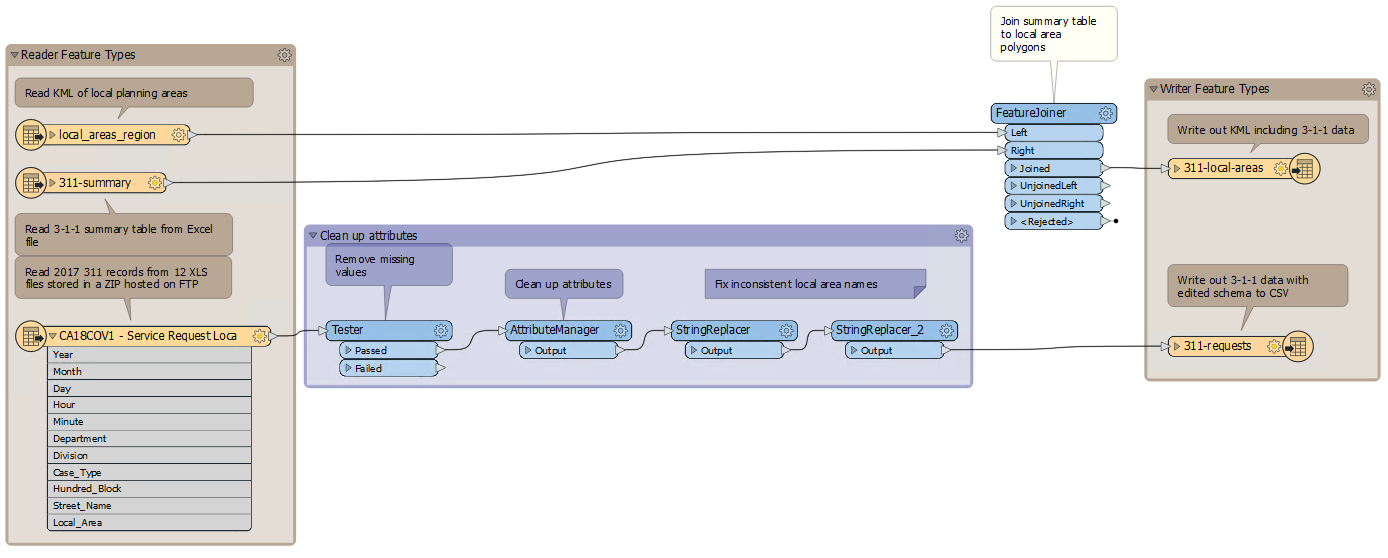 Reader Feature Types
Read KML of local planning areas
local_areas_region
311-summary
Read 3-1-1 summary table from Excel
file
Read 2017 311 records from 12 XLS
files stored in a ZIP hosted on FTP
CA18COV1 - Service Request Loca
Year
Month
Day
Hour
Minute
Department
Division
Case_Type
Hundred_Block
Street_Name
Local_Area
Clean up attributes
Remove missing
values
Tester
Passed
Failed
Clean up attributes
AttributeManager
Output
Fix inconsistent local area names
StringReplacer
Output
StringReplacer_2
Output
Join summary table
to local area
polygons
FeatureJoiner
Left
Right
Joined
UnjoinedLeft
UnjoinedRight
<Rejected>
Writer Feature Types
Write out KML including 3-1-1 data
311-local-areas
Write out 3-1-1 data with
edited schema to CSV
311-requests